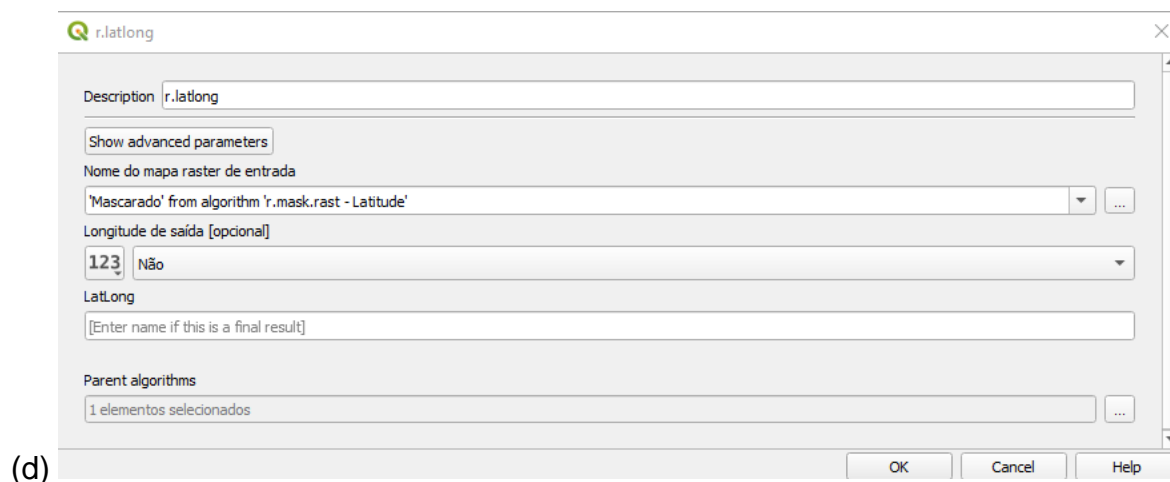 r.latlong
Description r.latlong
Show advanced parameters
Nome do mapa raster de entrada
'Mascarado' from algorithm 'r.mask.rast - Latitude'
...
Longitude de saída [opcional]
123 Não
LatLong
[Enter name if this is a final result]
Parent algorithms
1 elementos selecionados
...
(d)
OK Cancel Help